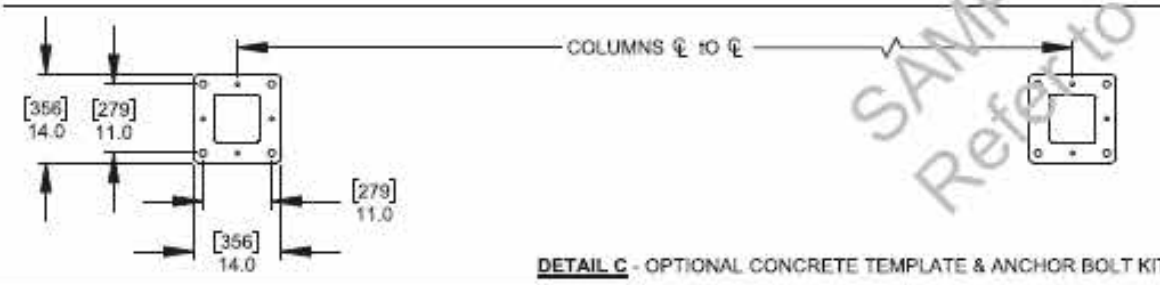 COLUMNS ℄ tO ℄
SAM
Refer to
[356]
14.0
[279]
11.0
[279]
11.0
[356]
14.0
DETAIL C - OPTIONAL CONCRETE TEMPLATE & ANCHOR BOLT KIT